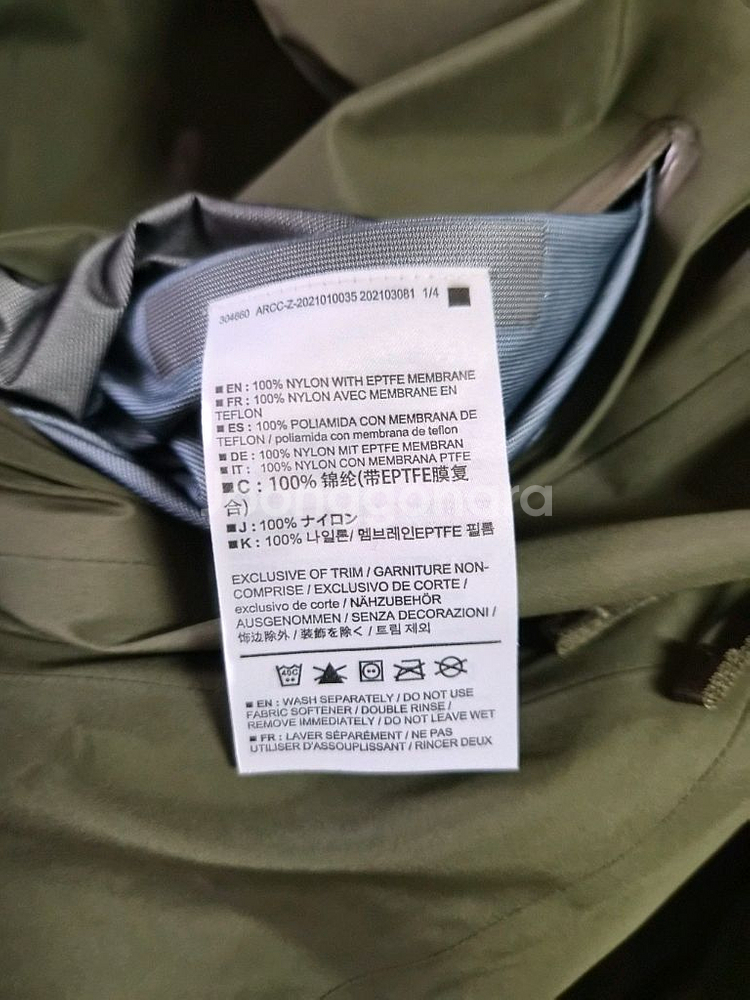 304660 ARCC-Z-2021010035 202103081 1/4
EN : 100% NYLON WITH EPTFE MEMBRANE
FR : 100% NYLON AVEC MEMBRANE EN
TEFLON
ES : 100% POLIAMIDA CON MEMBRANA DE
TEFLON / poliamida con membrana de teflon
DE : 100% NYLON MIT EPTFE MEMBRAN
IT : 100% NYLON CON MEMBRANA PTFE
C : 100% 锦纶(带EPTFE膜复
合)
J : 100% ナイロン
K : 100% 나일론/ 멤브레인EPTFE 필름
EXCLUSIVE OF TRIM / GARNITURE NON-
COMPRISE / EXCLUSIVO DE CORTE /
exclusivo de corte / NÄHZUBEHÖR
AUSGENOMMEN / SENZA DECORAZIONI /
饰边除外 / 装飾を除く / 트림 제외
40C
EN : WASH SEPARATELY / DO NOT USE
FABRIC SOFTENER / DOUBLE RINSE /
REMOVE IMMEDIATELY / DO NOT LEAVE WET
FR : LAVER SÉPARÉMENT / NE PAS
UTILISER D'ASSOUPLISSANT / RINCER DEUX